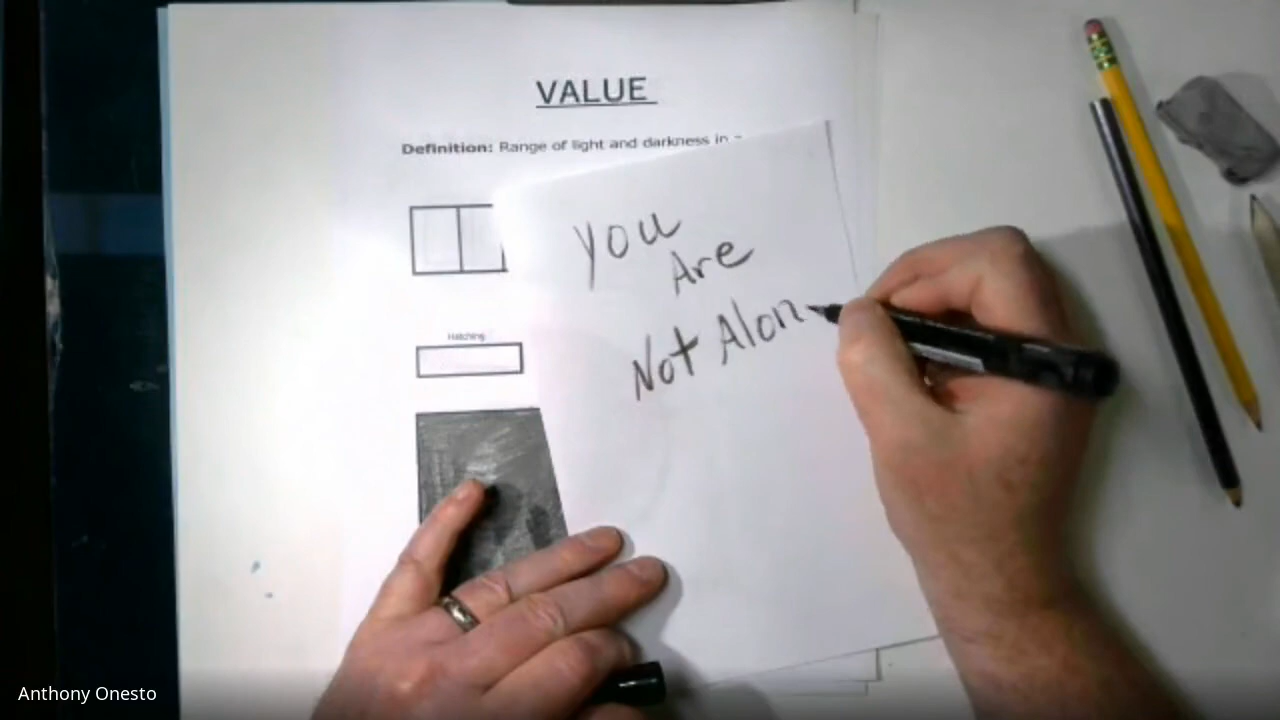 VALUE
Definition: Range of light and darkness in
Hatching
You
Are
Not Alon
Anthony Onesto